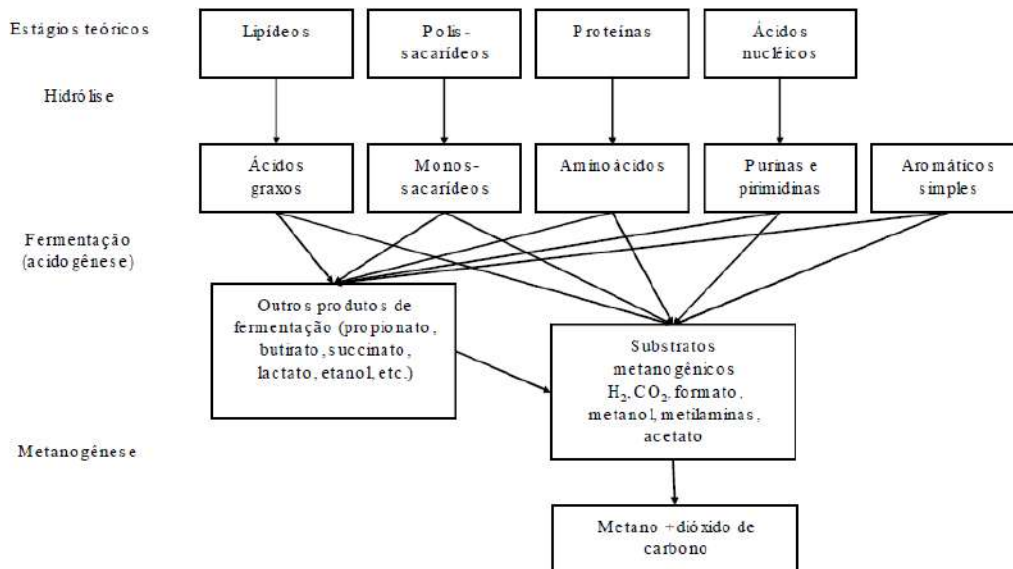 Estágios teóricos
Lipídeos
Polis-
sacarídeos
Proteínas
Ácidos
nucléicos
Hidrólise
Ácidos
graxos
Monos-
sacarídeos
Aminoácidos
Purinas e
pirimidinas
Aromáticos
simples
Fermentação
(acidogênese)
Outros produtos de
fermentação (propionato,
butirato, succinato,
lactato, etanol, etc.)
Substratos
metanogênicos
H₂, CO₂, formato,
metanol, metilaminas,
acetato
Metanogênese
Metano +dióxido de
carbono